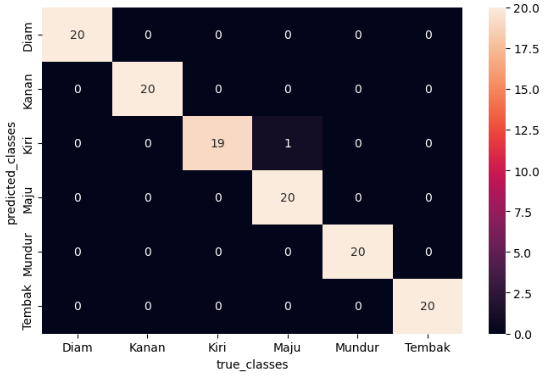 predicted_classes
Diam 20 0 0 0 0 0
Kanan 0 20 0 0 0 0
Kiri 0 0 19 1 0 0
Maju 0 0 0 20 0 0
Mundur 0 0 0 0 20 0
Tembak 0 0 0 0 0 20
Diam Kanan Kiri Maju Mundur Tembak
true_classes
20.0
17.5
15.0
12.5
10.0
7.5
5.0
2.5
0.0